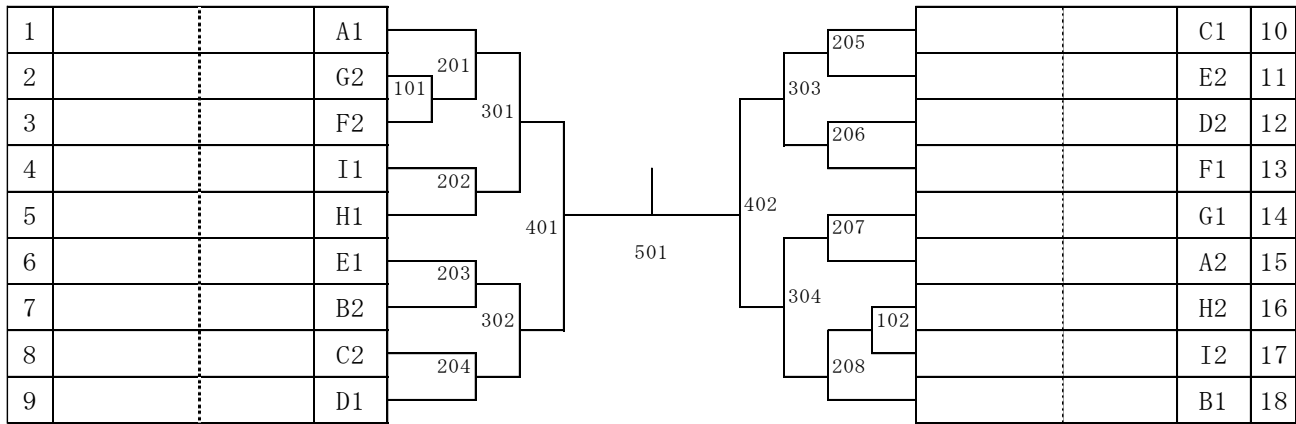 1 A1
2 G2
3 F2
4 I1
5 H1
6 E1
7 B2
8 C2
9 D1
101
201
202
203
204
301
302
401
501
402
303
304
205
206
207
102
208
C1 10
E2 11
D2 12
F1 13
G1 14
A2 15
H2 16
I2 17
B1 18